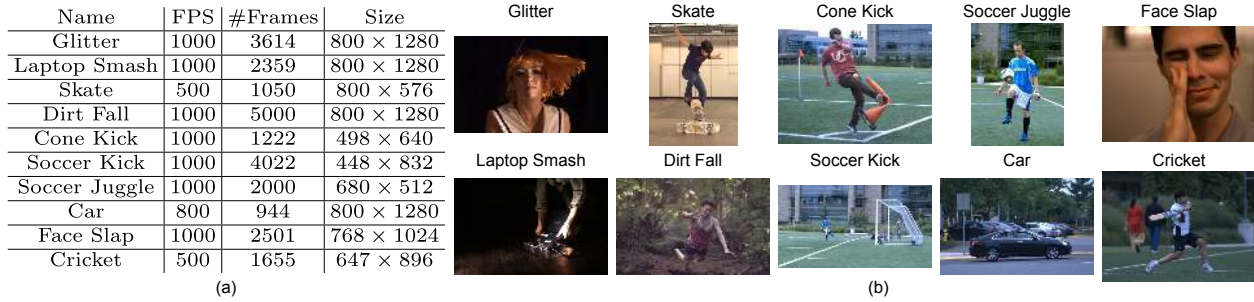 Name FPS #Frames Size
Glitter 1000 3614 800 × 1280
Laptop Smash 1000 2359 800 × 1280
Skate 500 1050 800 × 576
Dirt Fall 1000 5000 800 × 1280
Cone Kick 1000 1222 498 × 640
Soccer Kick 1000 4022 448 × 832
Soccer Juggle 1000 2000 680 × 512
Car 800 944 800 × 1280
Face Slap 1000 2501 768 × 1024
Cricket 500 1655 647 × 896
(a)
Glitter Skate Cone Kick Soccer Juggle Face Slap
Laptop Smash Dirt Fall Soccer Kick Car Cricket
(b)